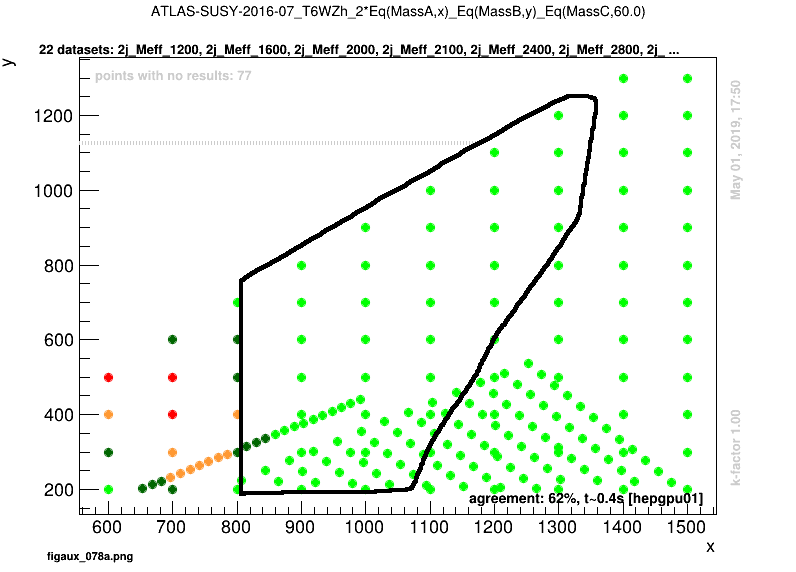 ATLAS-SUSY-2016-07_T6WZh_2*Eq(MassA,x)_Eq(MassB,y)_Eq(MassC,60.0)
22 datasets: 2j_Meff_1200, 2j_Meff_1600, 2j_Meff_2000, 2j_Meff_2100, 2j_Meff_2400, 2j_Meff_2800, 2j_ ...
y
points with no results: 77
1200
1000
800
600
400
200
May 01, 2019, 17:50
k-factor 1.00
agreement: 62%, t~0.4s [hepgpu01]
600 700 800 900 1000 1100 1200 1300 1400 1500
x
figaux_078a.png